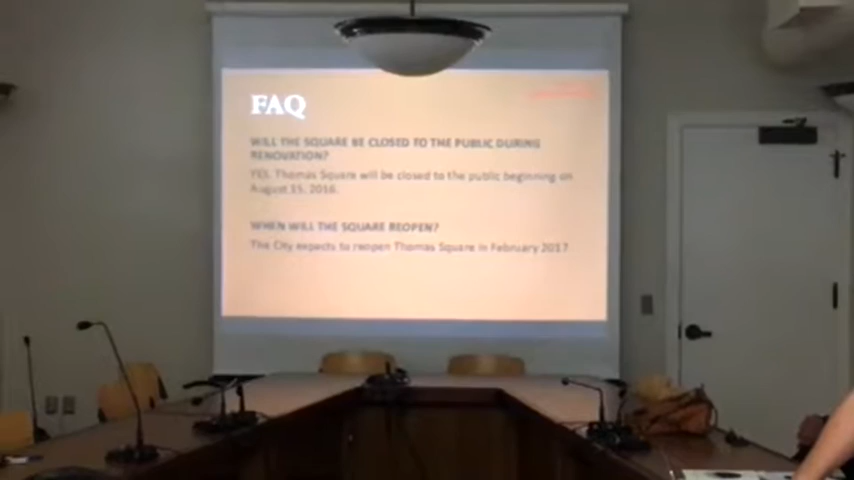 FAQ
WILL THE SQUARE BE CLOSED TO THE PUBLIC DURING
RENOVATION?
YES. Thomas Square will be closed to the public beginning on
August 15, 2016.
WHEN WILL THE SQUARE REOPEN?
The City expects to reopen Thomas Square in February 2017